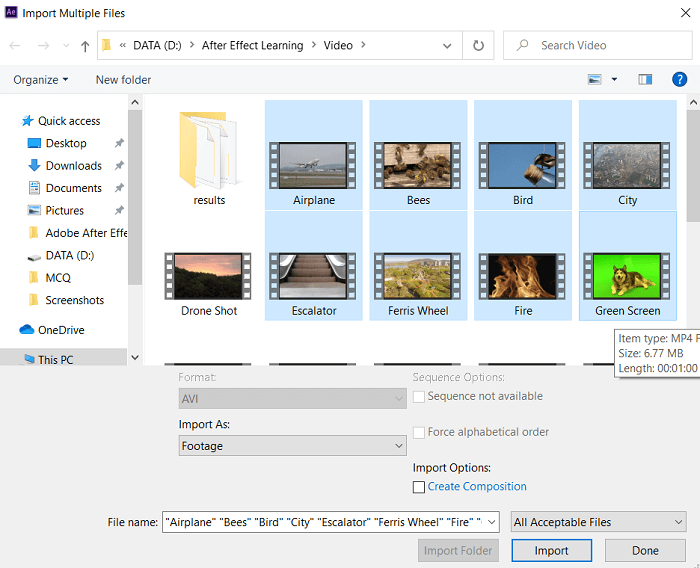 Ae Import Multiple Files
« DATA (D:) > After Effect Learning > Video >
Search Video
Organize
New folder
?
Quick access
Desktop
Downloads
Documents
Pictures
Adobe After Effe
DATA (D:)
MCQ
Screenshots
OneDrive
This PC
results
Airplane
Bees
Bird
City
Drone Shot
Escalator
Ferris Wheel
Fire
Green Screen
Item type: MP4 F
Size: 6.77 MB
Length: 00:01:00
Format:
AVI
Import As:
Footage
Sequence Options:
Sequence not available
Force alphabetical order
Import Options:
Create Composition
File name:
"Airplane" "Bees" "Bird" "City" "Escalator" "Ferris Wheel" "Fire" "
All Acceptable Files
Import Folder
Import
Done